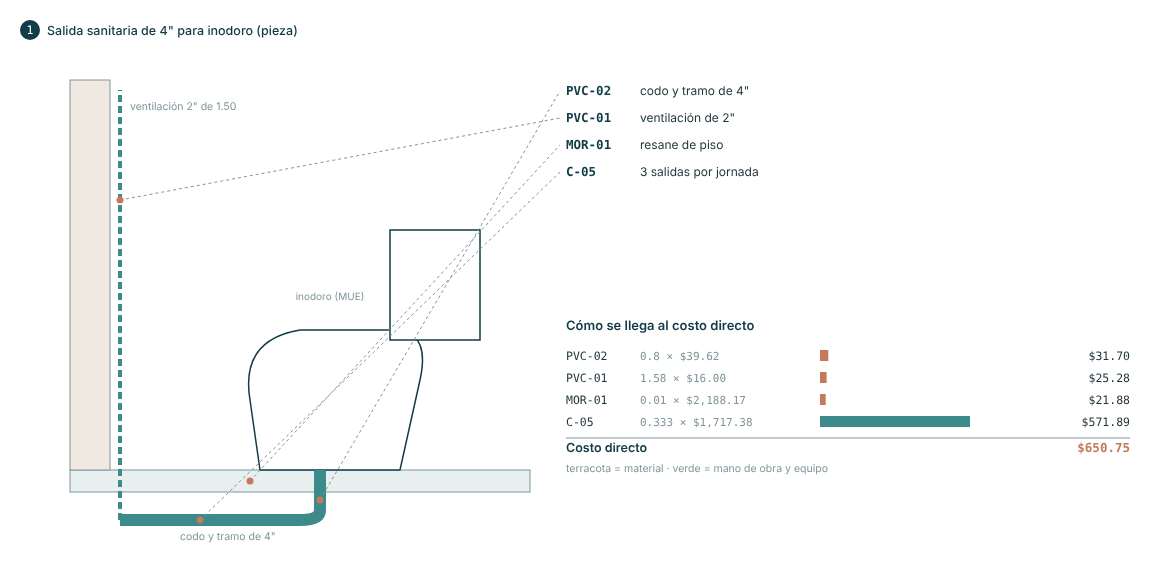 1 Salida sanitaria de 4" para inodoro (pieza)
ventilación 2" de 1.50
PVC-02 codo y tramo de 4"
PVC-01 ventilación de 2"
MOR-01 resane de piso
C-05 3 salidas por jornada
inodoro (MUE)
codo y tramo de 4"
Cómo se llega al costo directo
PVC-02 0.8 × $39.62 $31.70
PVC-01 1.58 × $16.00 $25.28
MOR-01 0.01 × $2,188.17 $21.88
C-05 0.333 × $1,717.38 $571.89
Costo directo $650.75
terracota = material · verde = mano de obra y equipo